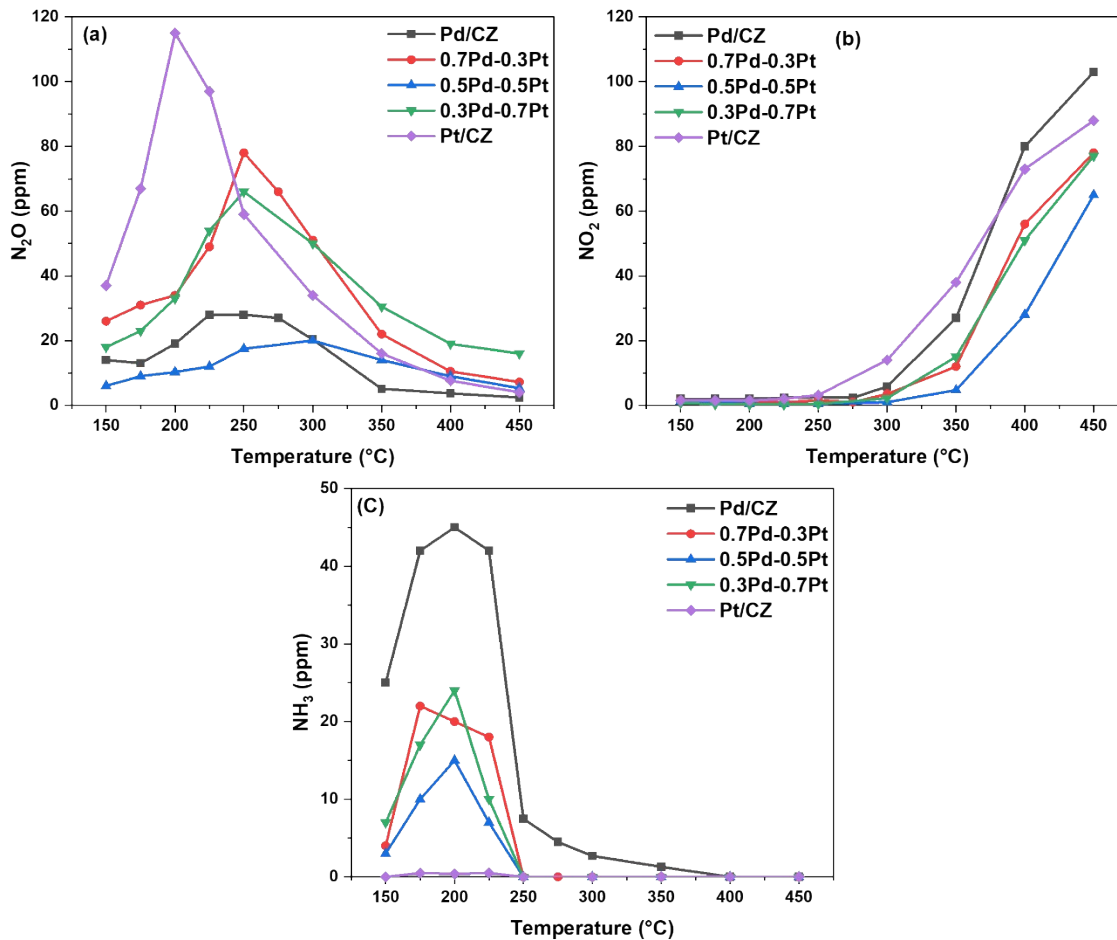 (a)
Pd/CZ
0.7Pd-0.3Pt
0.5Pd-0.5Pt
0.3Pd-0.7Pt
Pt/CZ
N₂O (ppm)
120
100
80
60
40
20
0
150 200 250 300 350 400 450
Temperature (°C)
(b)
Pd/CZ
0.7Pd-0.3Pt
0.5Pd-0.5Pt
0.3Pd-0.7Pt
Pt/CZ
NO₂ (ppm)
120
100
80
60
40
20
0
150 200 250 300 350 400 450
Temperature (°C)
(C)
Pd/CZ
0.7Pd-0.3Pt
0.5Pd-0.5Pt
0.3Pd-0.7Pt
Pt/CZ
NH₃ (ppm)
50
40
30
20
10
0
150 200 250 300 350 400 450
Temperature (°C)